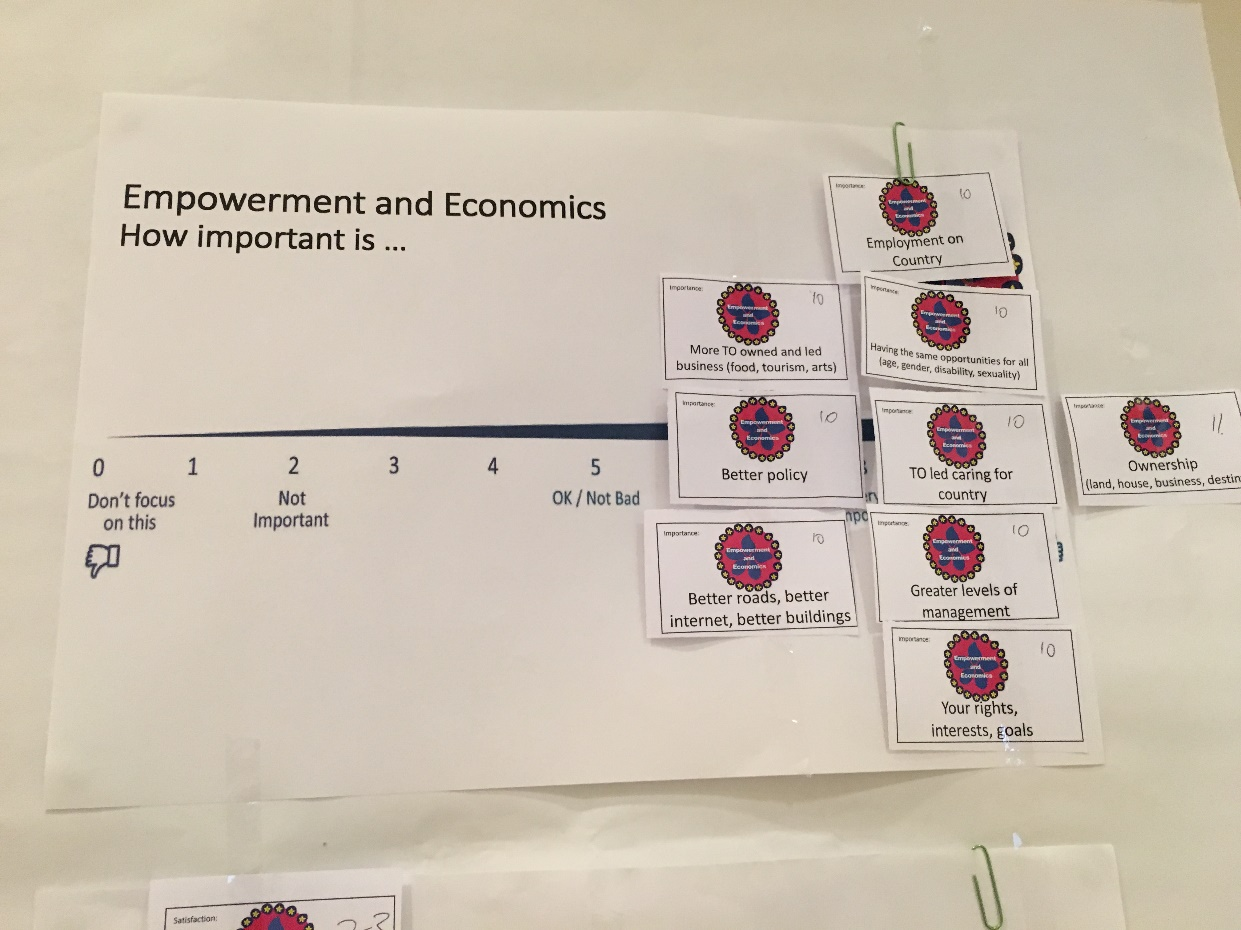 Empowerment and Economics
How important is ...
0
1
2
3
4
5
Don't focus
on this
Not
Important
OK / Not Bad
Importance:
Empowerment
and
Economics
10
Employment on
Country
Importance:
Empowerment
and
Economics
10
More TO owned and led
business (food, tourism, arts)
Importance:
Empowerment
and
Economics
10
Having the same opportunities for all
(age, gender, disability, sexuality)
Importance:
Empowerment
and
Economics
10
Better policy
Importance:
Empowerment
and
Economics
10
TO led caring for
country
Importance:
Empowerment
and
Economics
11
Ownership
(land, house, business, destin
Importance:
Empowerment
and
Economics
10
Better roads, better
internet, better buildings
Importance:
Empowerment
and
Economics
10
Greater levels of
management
Importance:
Empowerment
and
Economics
10
Your rights,
interests, goals
Satisfaction:
2-3